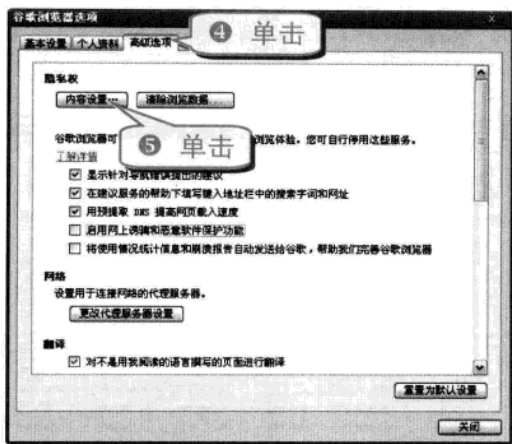 谷歌浏览器选项
基本设置 个人资料 高级选项
❹ 单击
隐私权
内容设置... 清除浏览数据...
谷歌浏览器可 浏览体验。您可自行停用这些服务。
❺ 单击
了解详情
显示针对导航错误提出的建议
在建议服务的帮助下填写键入地址栏中的搜索字词和网址
用预提取 DNS 提高网页载入速度
启用网上诱骗和恶意软件保护功能
将使用情况统计信息和崩溃报告自动发送给谷歌，帮助我们完善谷歌浏览器
网络
设置用于连接网络的代理服务器。
更改代理服务器设置
翻译
对不是用我阅读的语言撰写的页面进行翻译
重置为默认设置
关闭